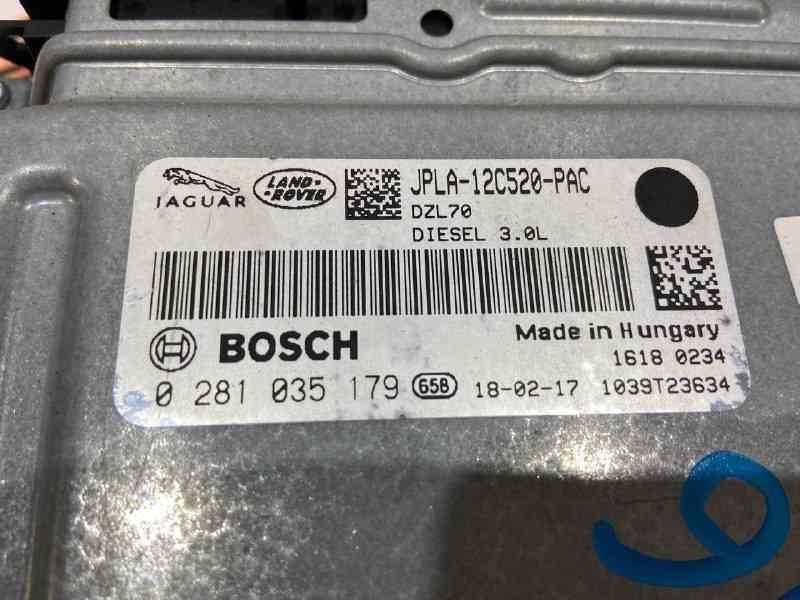 JAGUAR
LAND-
-ROVER
JPLA-12C520-PAC
DZL70
DIESEL 3.0L
BOSCH
Made in Hungary
1618 0234
0 281 035 179 658 18-02-17 1039T23634